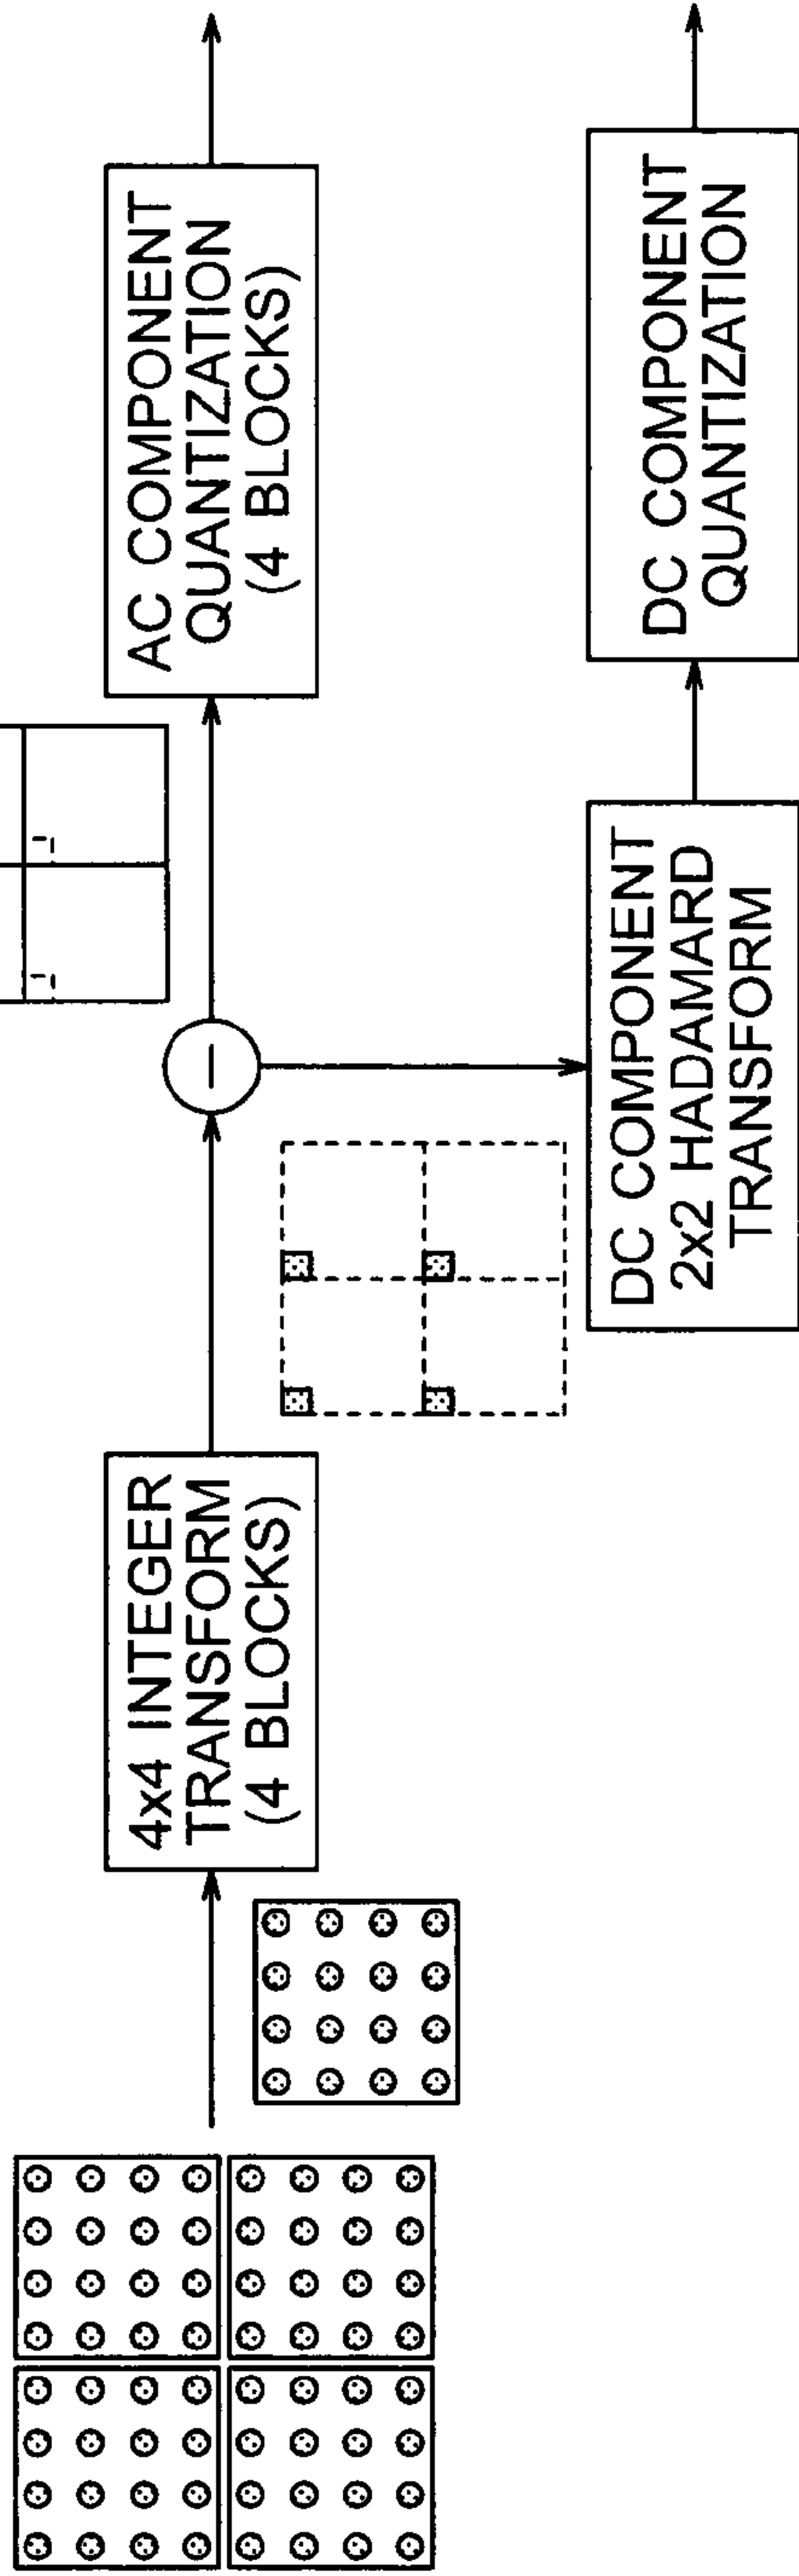 4x4 INTEGER
TRANSFORM
(4 BLOCKS)
AC COMPONENT
QUANTIZATION
(4 BLOCKS)
DC COMPONENT
2x2 HADAMARD
TRANSFORM
DC COMPONENT
QUANTIZATION